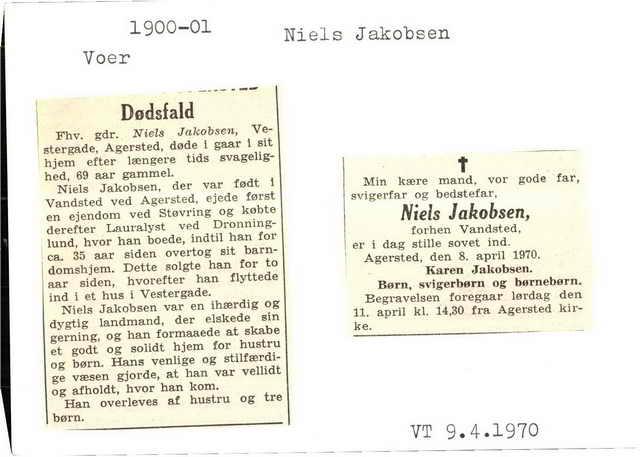 1900-01
Niels Jakobsen
Voer
Dødsfald
Fhv. gdr. Niels Jakobsen, Ve-
stergade, Agersted, døde i gaar i sit
hjem efter længere tids svagelig-
hed, 69 aar gammel.
Niels Jakobsen, der var født i
Vandsted ved Agersted, ejede først
en ejendom ved Støvring og købte
derefter Lauralyst ved Dronning-
lund, hvor han boede, indtil han for
ca. 35 aar siden overtog sit barn-
domshjem. Dette solgte han for to
aar siden, hvorefter han flyttede
ind i et hus i Vestergade.
Niels Jakobsen var en ihærdig og
dygtig landmand, der elskede sin
gerning, og han formaaede at skabe
et godt og solidt hjem for hustru
og børn. Hans venlige og stilfærdi-
ge væsen gjorde, at han var vellidt
og afholdt, hvor han kom.
Han overleves af hustru og tre
børn.
Min kære mand, vor gode far,
svigerfar og bedstefar,
Niels Jakobsen,
forhen Vandsted,
er i dag stille sovet ind.
Agersted, den 8. april 1970.
Karen Jakobsen.
Børn, svigerbørn og børnebørn.
Begravelsen foregaar lørdag den
11. april kl. 14,30 fra Agersted kir-
ke.
VT 9.4.1970